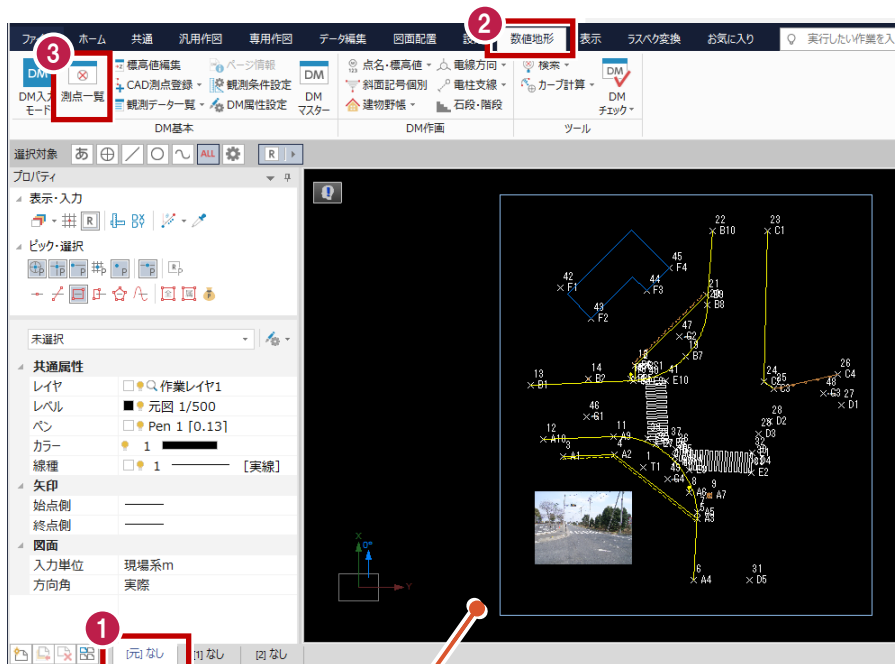 ファイル ホーム 共通 汎用作図 専用作図 データ編集 図面配置 数値地形 表示 ラスベク変換 お気に入り 実行したい作業を入
3
2
DM
DM入力
モード
測点一覧
標高値編集
CAD測点登録
観測データ一覧
ページ情報
観測条件設定
DM属性設定
DM
DM
マスター
点名・標高値
斜面記号個別
建物野帳
電線方向
電柱支線
石段・階段
検索
カーブ計算
DM
DM
チェック
DM基本
DM作画
ツール
選択対象 あ ALL R
プロパティ
表示・入力
R
ピック・選択
未選択
共通属性
レイヤ 作業レイヤ1
レベル 元図 1/500
ペン Pen 1 [0.13]
カラー 1
線種 1 [実線]
矢印
始点側
終点側
図面
入力単位 現場系m
方向角 実際
22
B10
23
C1
45
F4
42
F1
44
F3
43
F2
21
B8
47
G2
19
B7
13
B1
14
B2
41
E10
24
C2
C3
26
C4
48
G3
27
D1
46
G1
28
D2
D3
12
A10
11
A9
3
A1
4
A2
1
T1
G4
E2
8
A6
9
A7
A5
A3
6
A4
31
D5
X
Y
1
[元] なし [1] なし [2] なし